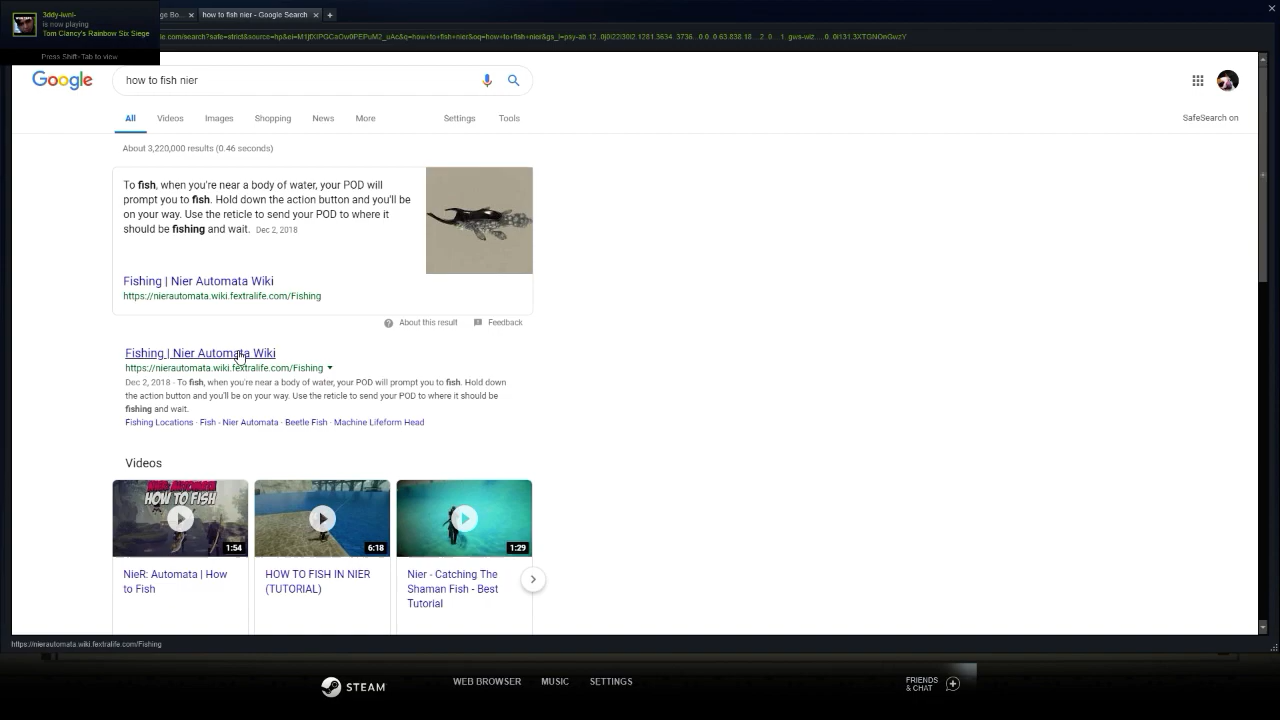 3ddy-iwnl-
is now playing
Tom Clancy's Rainbow Six Siege
Press Shift+Tab to view
ge Bo...
how to fish nier - Google Search
Google
how to fish nier
All
Videos
Images
Shopping
News
More
Settings
Tools
SafeSearch on
About 3,220,000 results (0.46 seconds)
To fish, when you're near a body of water, your POD will
prompt you to fish. Hold down the action button and you'll be
on your way. Use the reticle to send your POD to where it
should be fishing and wait. Dec 2, 2018
Fishing | Nier Automata Wiki
https://nierautomata.wiki.fextralife.com/Fishing
About this result
Feedback
Fishing | Nier Automata Wiki
https://nierautomata.wiki.fextralife.com/Fishing
Dec 2, 2018 - To fish, when you're near a body of water, your POD will prompt you to fish. Hold down
the action button and you'll be on your way. Use the reticle to send your POD to where it should be
fishing and wait.
Fishing Locations · Fish - Nier Automata · Beetle Fish · Machine Lifeform Head
Videos
HOW TO FISH
1:54
6:18
1:29
NieR: Automata | How
to Fish
HOW TO FISH IN NIER
(TUTORIAL)
Nier - Catching The
Shaman Fish - Best
Tutorial
https://nierautomata.wiki.fextralife.com/Fishing
STEAM
WEB BROWSER
MUSIC
SETTINGS
FRIENDS
& CHAT